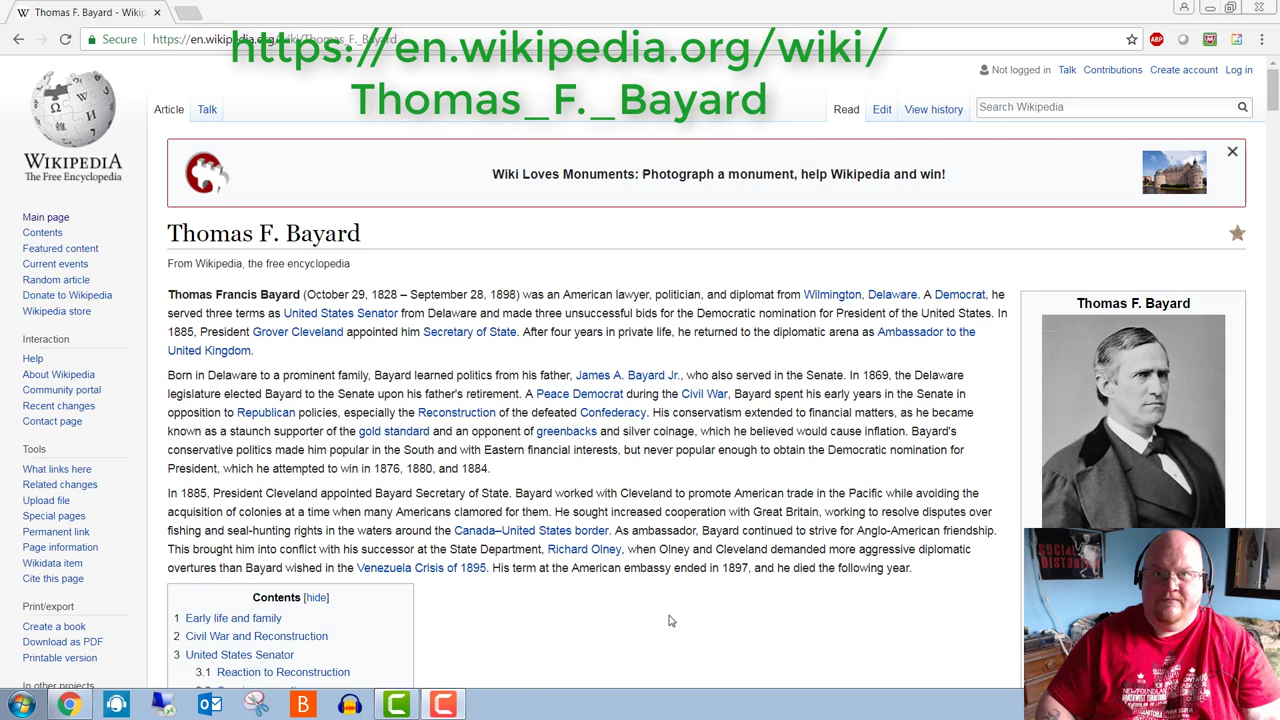 Thomas F. Bayard - Wiki
Secure
https://en.wikipedia.org/wiki/Thomas_F._Bayard
https://en.wikipedia.org/wiki/
Thomas_F._Bayard
ABP
Not logged in Talk Contributions Create account Log in
Article Talk
Read Edit View history
Search Wikipedia
WIKIPEDIA
The Free Encyclopedia
Wiki Loves Monuments: Photograph a monument, help Wikipedia and win!
Main page
Contents
Featured content
Current events
Random article
Donate to Wikipedia
Wikipedia store
Interaction
Help
About Wikipedia
Community portal
Recent changes
Contact page
Tools
What links here
Related changes
Upload file
Special pages
Permanent link
Page information
Wikidata item
Cite this page
Print/export
Create a book
Download as PDF
Printable version
In other projects
Thomas F. Bayard
From Wikipedia, the free encyclopedia
Thomas Francis Bayard (October 29, 1828 – September 28, 1898) was an American lawyer, politician, and diplomat from Wilmington, Delaware. A Democrat, he
served three terms as United States Senator from Delaware and made three unsuccessful bids for the Democratic nomination for President of the United States. In
1885, President Grover Cleveland appointed him Secretary of State. After four years in private life, he returned to the diplomatic arena as Ambassador to the
United Kingdom.
Born in Delaware to a prominent family, Bayard learned politics from his father, James A. Bayard Jr., who also served in the Senate. In 1869, the Delaware
legislature elected Bayard to the Senate upon his father's retirement. A Peace Democrat during the Civil War, Bayard spent his early years in the Senate in
opposition to Republican policies, especially the Reconstruction of the defeated Confederacy. His conservatism extended to financial matters, as he became
known as a staunch supporter of the gold standard and an opponent of greenbacks and silver coinage, which he believed would cause inflation. Bayard's
conservative politics made him popular in the South and with Eastern financial interests, but never popular enough to obtain the Democratic nomination for
President, which he attempted to win in 1876, 1880, and 1884.
In 1885, President Cleveland appointed Bayard Secretary of State. Bayard worked with Cleveland to promote American trade in the Pacific while avoiding the
acquisition of colonies at a time when many Americans clamored for them. He sought increased cooperation with Great Britain, working to resolve disputes over
fishing and seal-hunting rights in the waters around the Canada–United States border. As ambassador, Bayard continued to strive for Anglo-American friendship.
This brought him into conflict with his successor at the State Department, Richard Olney, when Olney and Cleveland demanded more aggressive diplomatic
overtures than Bayard wished in the Venezuela Crisis of 1895. His term at the American embassy ended in 1897, and he died the following year.
Contents [hide]
1 Early life and family
2 Civil War and Reconstruction
3 United States Senator
3.1 Reaction to Reconstruction
Thomas F. Bayard
SOCIAL